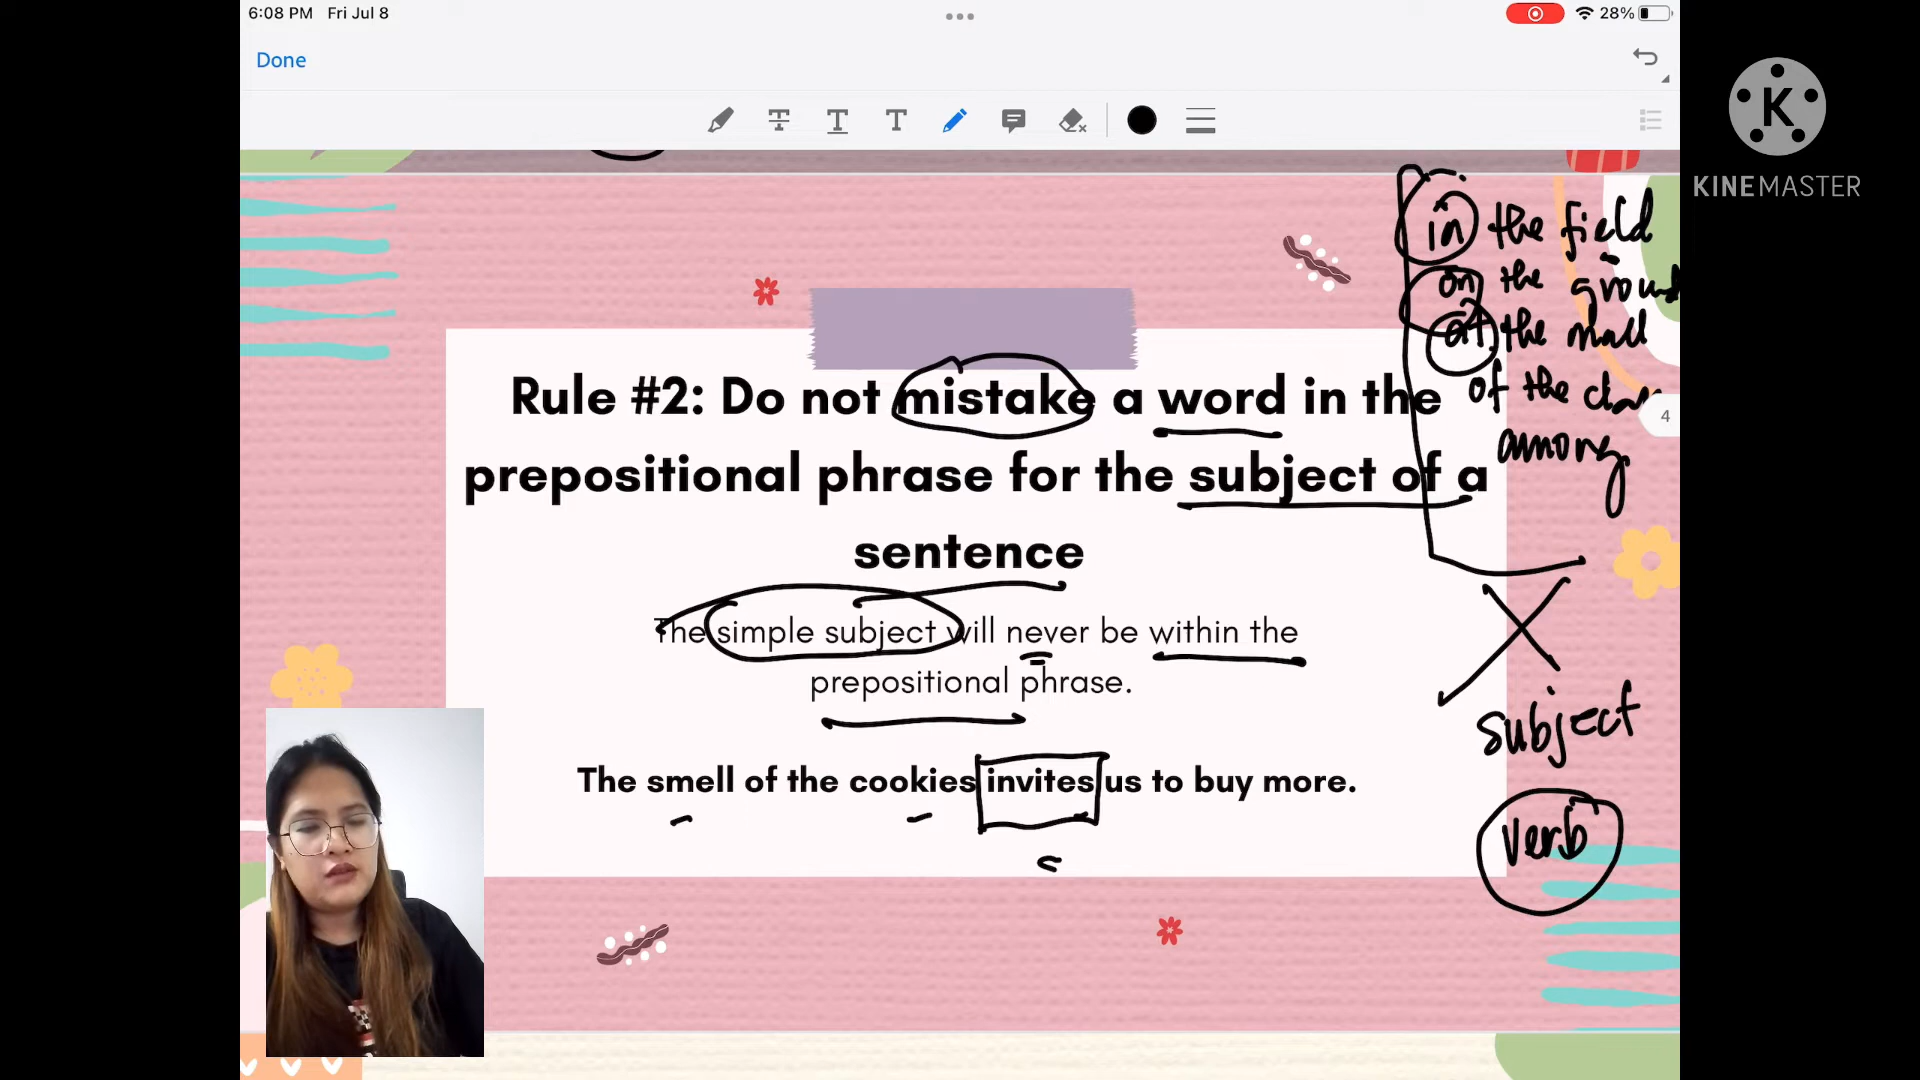 6:08 PM Fri Jul 8
28%
Done
T T T
K
KINEMASTER
in the field
on the ground
at the mall
of the class
among
4
Rule #2: Do not mistake a word in the
prepositional phrase for the subject of a
sentence
The simple subject will never be within the
prepositional phrase.
The smell of the cookies invites us to buy more.
s
subject
verb